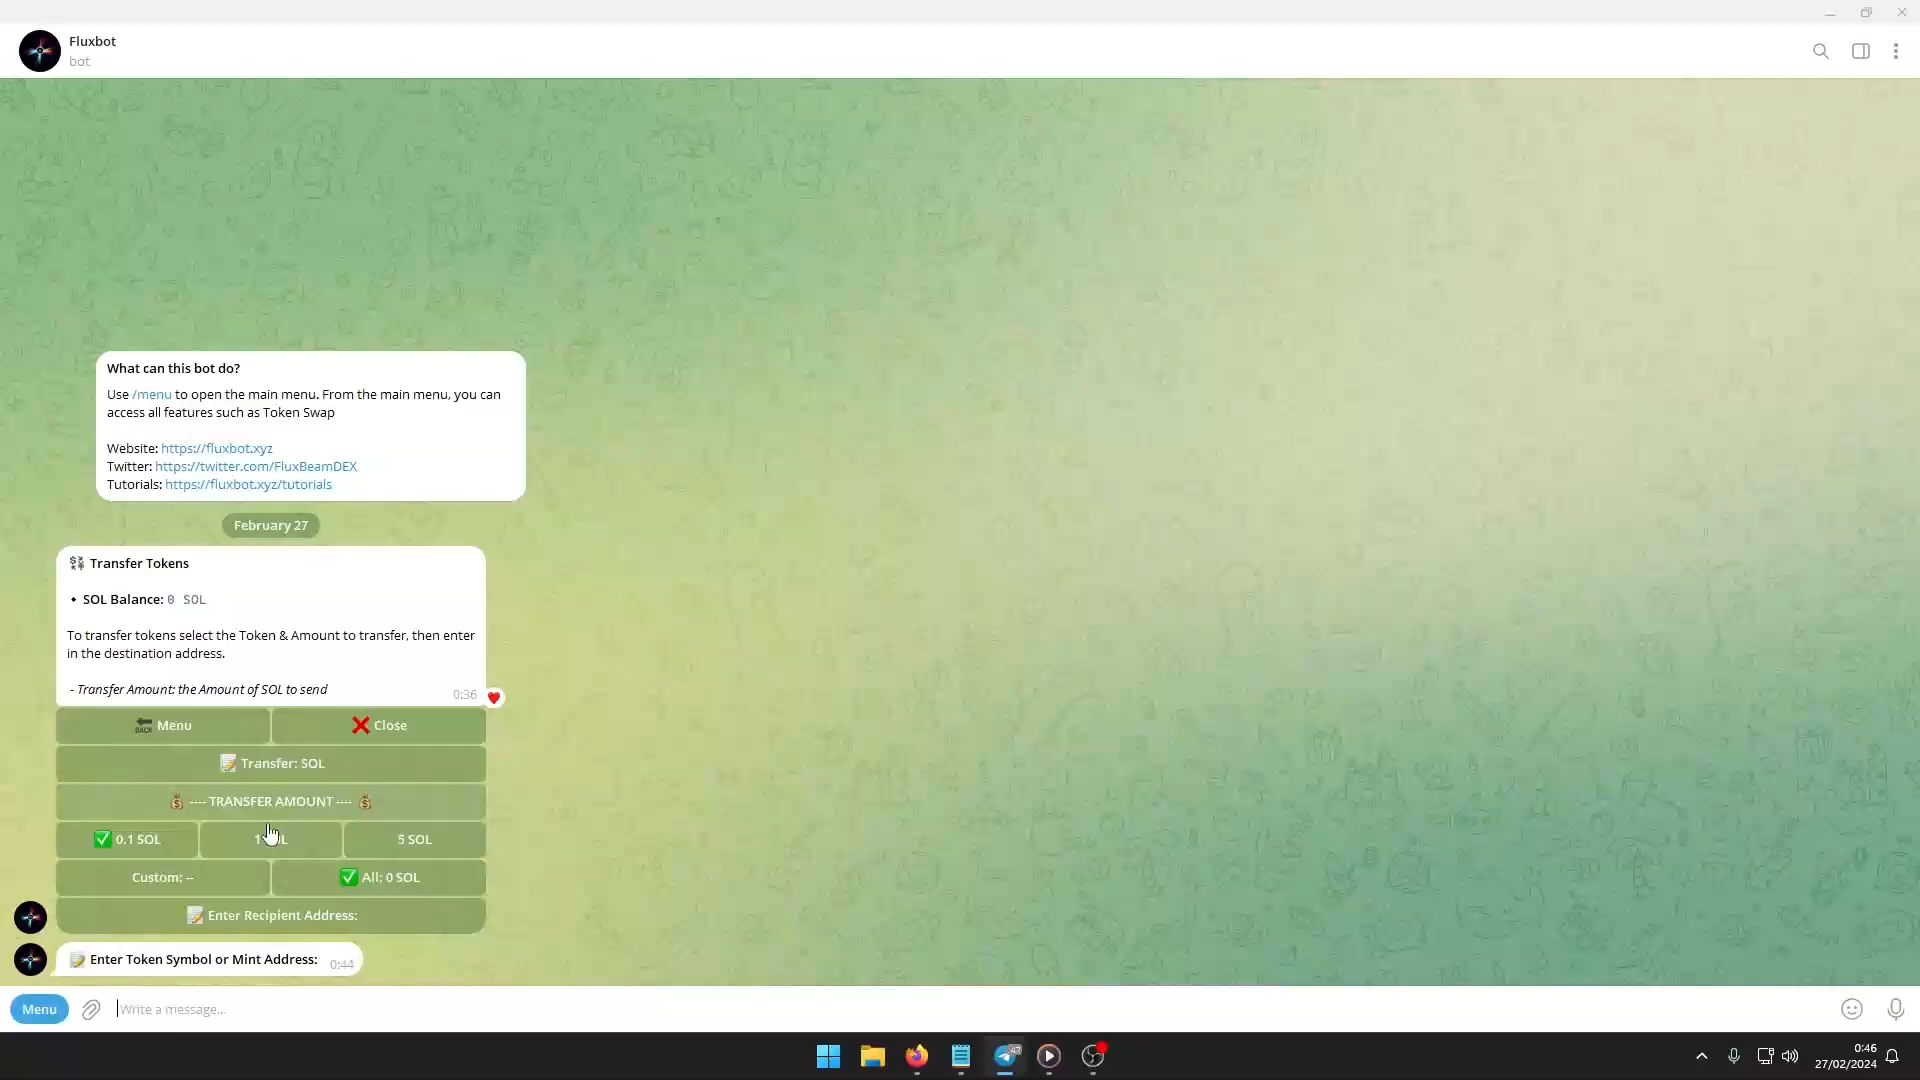 Fluxbot
bot
What can this bot do?
Use /menu to open the main menu. From the main menu, you can
access all features such as Token Swap
Website: https://fluxbot.xyz
Twitter: https://twitter.com/FluxBeamDEX
Tutorials: https://fluxbot.xyz/tutorials
February 27
Transfer Tokens
• SOL Balance: 0 SOL
To transfer tokens select the Token & Amount to transfer, then enter
in the destination address.
- Transfer Amount: the Amount of SOL to send
0:36
BACK Menu
Close
Transfer: SOL
---- TRANSFER AMOUNT ----
0.1 SOL
5 SOL
Custom: --
All: 0 SOL
Enter Recipient Address:
Enter Token Symbol or Mint Address:
0:44
Menu
Write a message...
47
0:46
27/02/2024